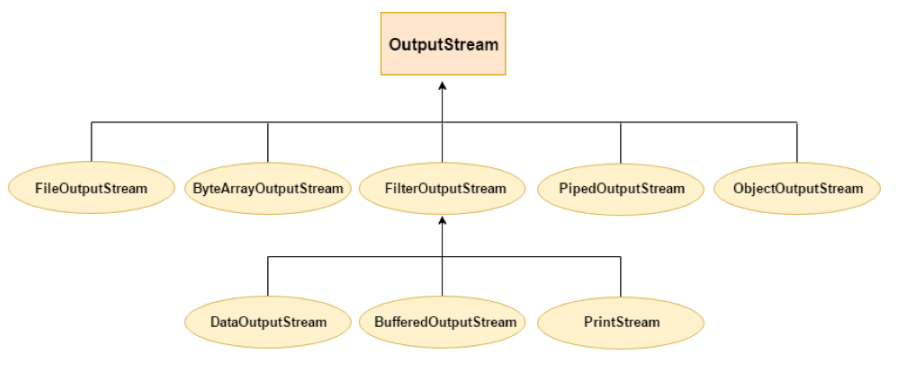 OutputStream
FileOutputStream
ByteArrayOutputStream
FilterOutputStream
PipedOutputStream
ObjectOutputStream
DataOutputStream
BufferedOutputStream
PrintStream